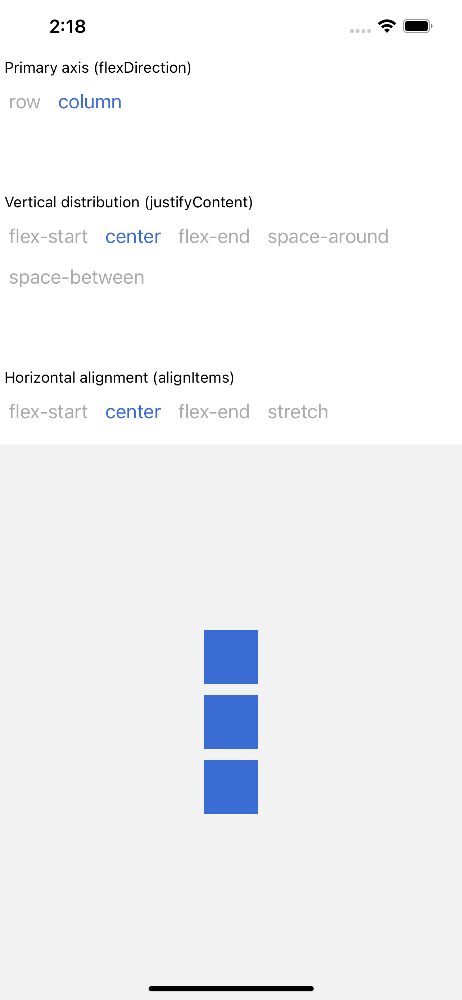 2:18
Primary axis (flexDirection)
row column
Vertical distribution (justifyContent)
flex-start center flex-end space-around
space-between
Horizontal alignment (alignItems)
flex-start center flex-end stretch